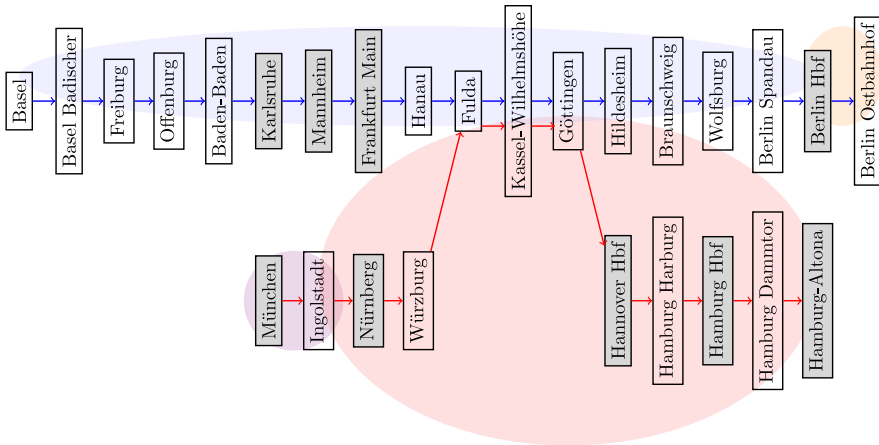 Basel
Basel Badischer
Freiburg
Offenburg
Baden-Baden
Karlsruhe
Mannheim
Frankfurt Main
Hanau
Fulda
Kassel-Wilhelmshöhe
Göttingen
Hildesheim
Braunschweig
Wolfsburg
Berlin Spandau
Berlin Hbf
Berlin Ostbahnhof
München
Ingolstadt
Nürnberg
Würzburg
Hannover Hbf
Hamburg Harburg
Hamburg Hbf
Hamburg Dammtor
Hamburg-Altona